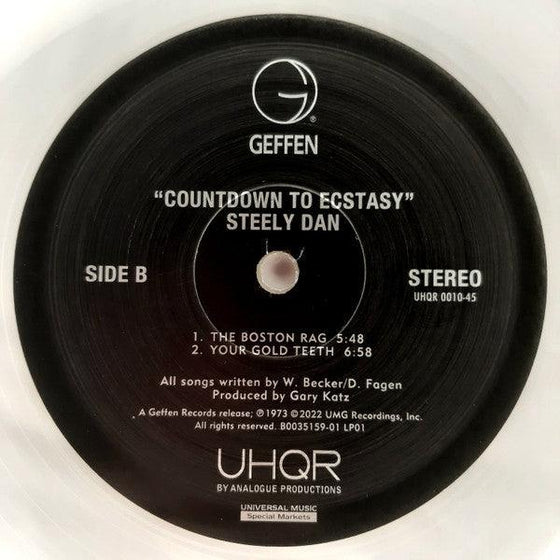 G®
GEFFEN
"COUNTDOWN TO ECSTASY"
STEELY DAN
SIDE B
STEREO
UHQR 0010-45
1. THE BOSTON RAG 5:48
2. YOUR GOLD TEETH 6:58
All songs written by W. Becker/D. Fagen
Produced by Gary Katz
A Geffen Records release; ℗ 1973 © 2022 UMG Recordings, Inc.
All rights reserved. B0035159-01 LP01
UHQR
BY ANALOGUE PRODUCTIONS
UNIVERSAL MUSIC
Special Markets